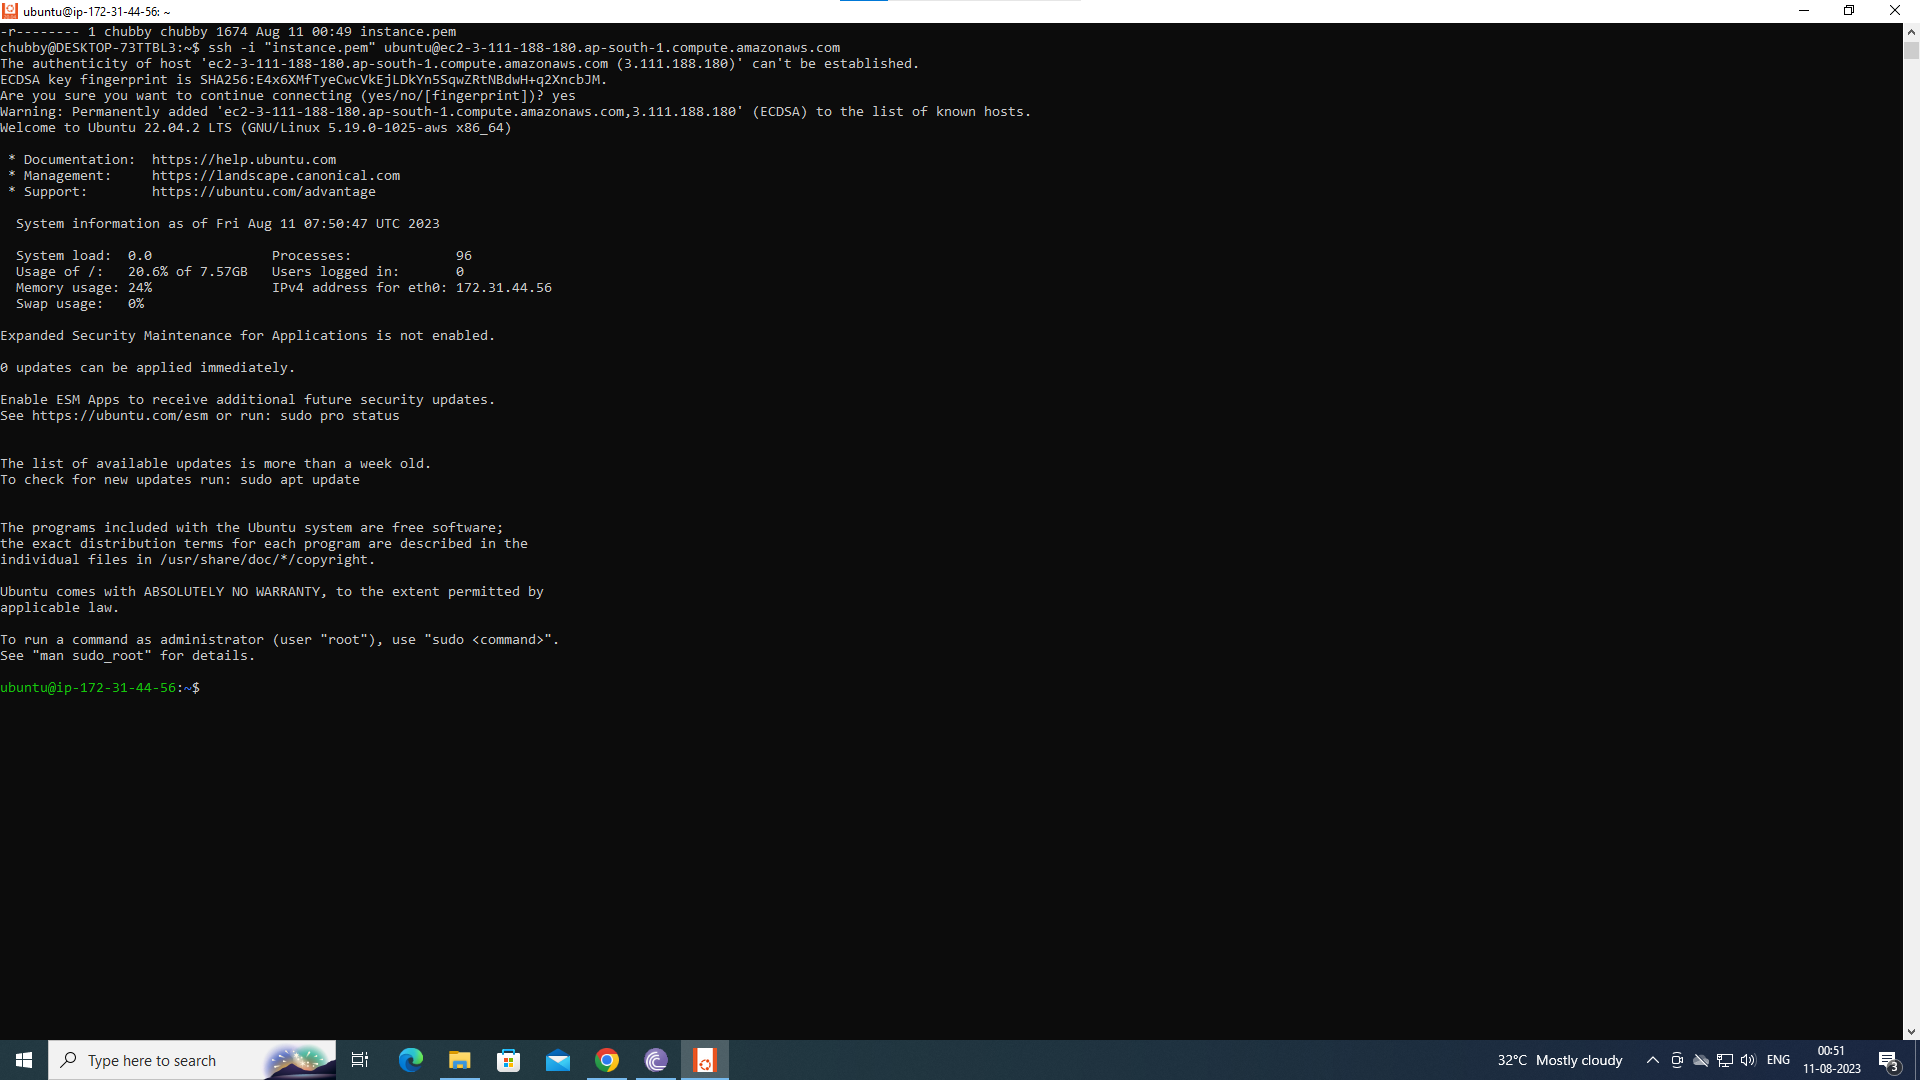 ubuntu@ip-172-31-44-56: ~
-r-------- 1 chubby chubby 1674 Aug 11 00:49 instance.pem
chubby@DESKTOP-73TTBL3:~$ ssh -i "instance.pem" ubuntu@ec2-3-111-188-180.ap-south-1.compute.amazonaws.com
The authenticity of host 'ec2-3-111-188-180.ap-south-1.compute.amazonaws.com (3.111.188.180)' can't be established.
ECDSA key fingerprint is SHA256:E4x6XMfTyeCwcVkEjLDkYn5SqwZRtNBdwH+q2XncbJM.
Are you sure you want to continue connecting (yes/no/[fingerprint])? yes
Warning: Permanently added 'ec2-3-111-188-180.ap-south-1.compute.amazonaws.com,3.111.188.180' (ECDSA) to the list of known hosts.
Welcome to Ubuntu 22.04.2 LTS (GNU/Linux 5.19.0-1025-aws x86_64)
* Documentation:  https://help.ubuntu.com
* Management:     https://landscape.canonical.com
* Support:        https://ubuntu.com/advantage
System information as of Fri Aug 11 07:50:47 UTC 2023
System load:  0.0               Processes:             96
Usage of /:   20.6% of 7.57GB   Users logged in:       0
Memory usage: 24%               IPv4 address for eth0: 172.31.44.56
Swap usage:   0%
Expanded Security Maintenance for Applications is not enabled.
0 updates can be applied immediately.
Enable ESM Apps to receive additional future security updates.
See https://ubuntu.com/esm or run: sudo pro status
The list of available updates is more than a week old.
To check for new updates run: sudo apt update
The programs included with the Ubuntu system are free software;
the exact distribution terms for each program are described in the
individual files in /usr/share/doc/*/copyright.
Ubuntu comes with ABSOLUTELY NO WARRANTY, to the extent permitted by
applicable law.
To run a command as administrator (user "root"), use "sudo <command>".
See "man sudo_root" for details.
ubuntu@ip-172-31-44-56:~$
Type here to search
32°C Mostly cloudy
ENG
00:51
11-08-2023
3